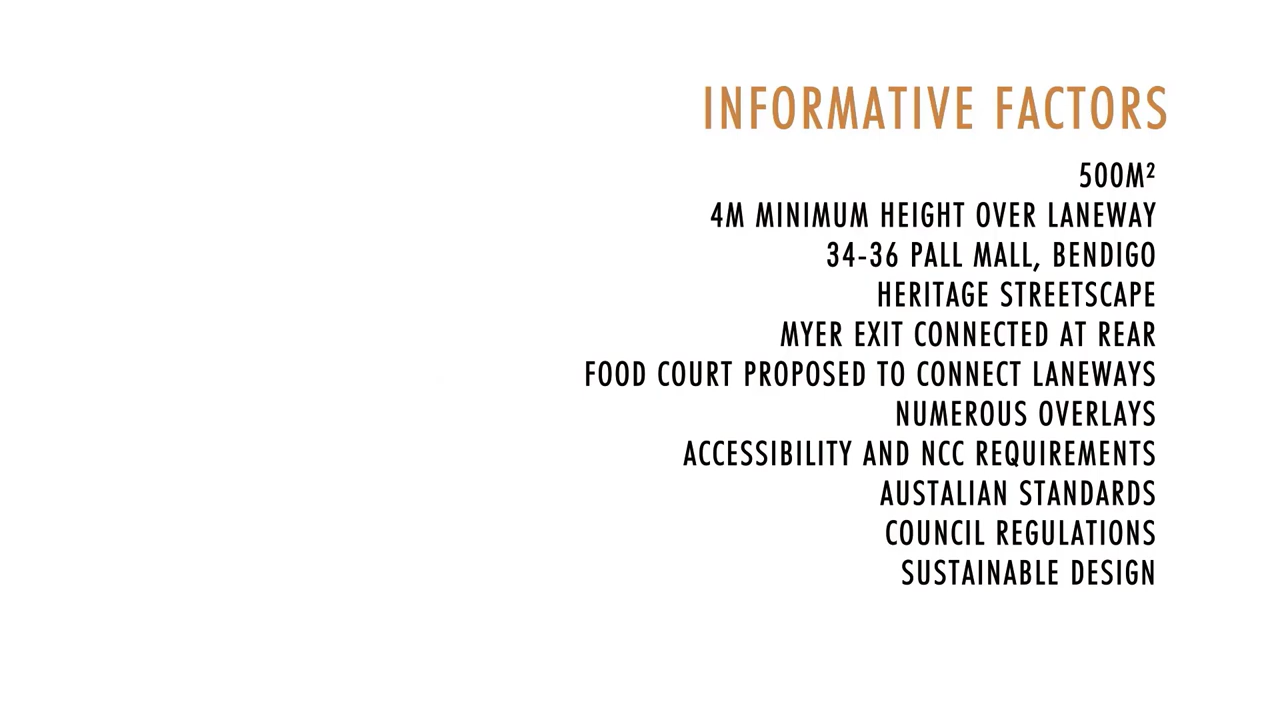 INFORMATIVE FACTORS
500M²
4M MINIMUM HEIGHT OVER LANEWAY
34-36 PALL MALL, BENDIGO
HERITAGE STREETSCAPE
MYER EXIT CONNECTED AT REAR
FOOD COURT PROPOSED TO CONNECT LANEWAYS
NUMEROUS OVERLAYS
ACCESSIBILITY AND NCC REQUIREMENTS
AUSTALIAN STANDARDS
COUNCIL REGULATIONS
SUSTAINABLE DESIGN